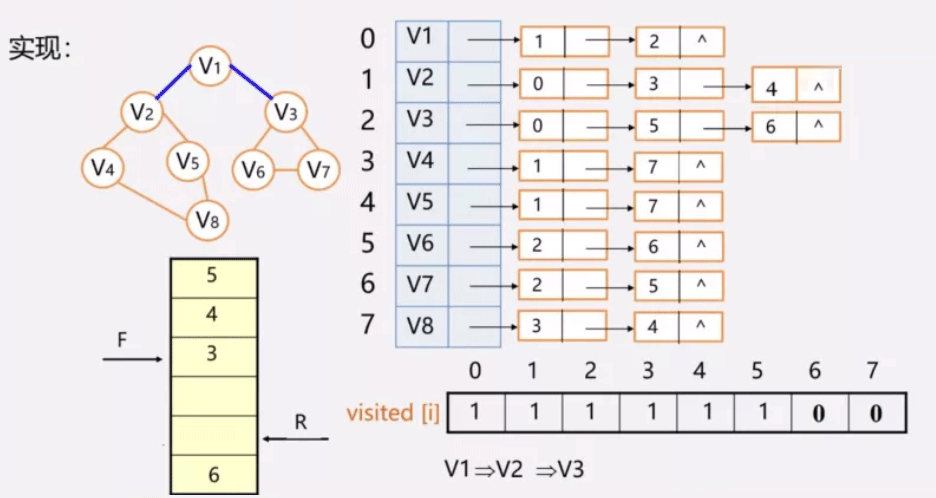 实现：
V1
V2
V3
V4
V5
V6
V7
V8
0 V1 1 2 ^
1 V2 0 3 4 ^
2 V3 0 5 6 ^
3 V4 1 7 ^
4 V5 1 7 ^
5 V6 2 6 ^
6 V7 2 5 ^
7 V8 3 4 ^
5
4
F
3
R
6
0 1 2 3 4 5 6 7
visited [i] 1 1 1 1 1 1 0 0
V1⇒V2 ⇒V3